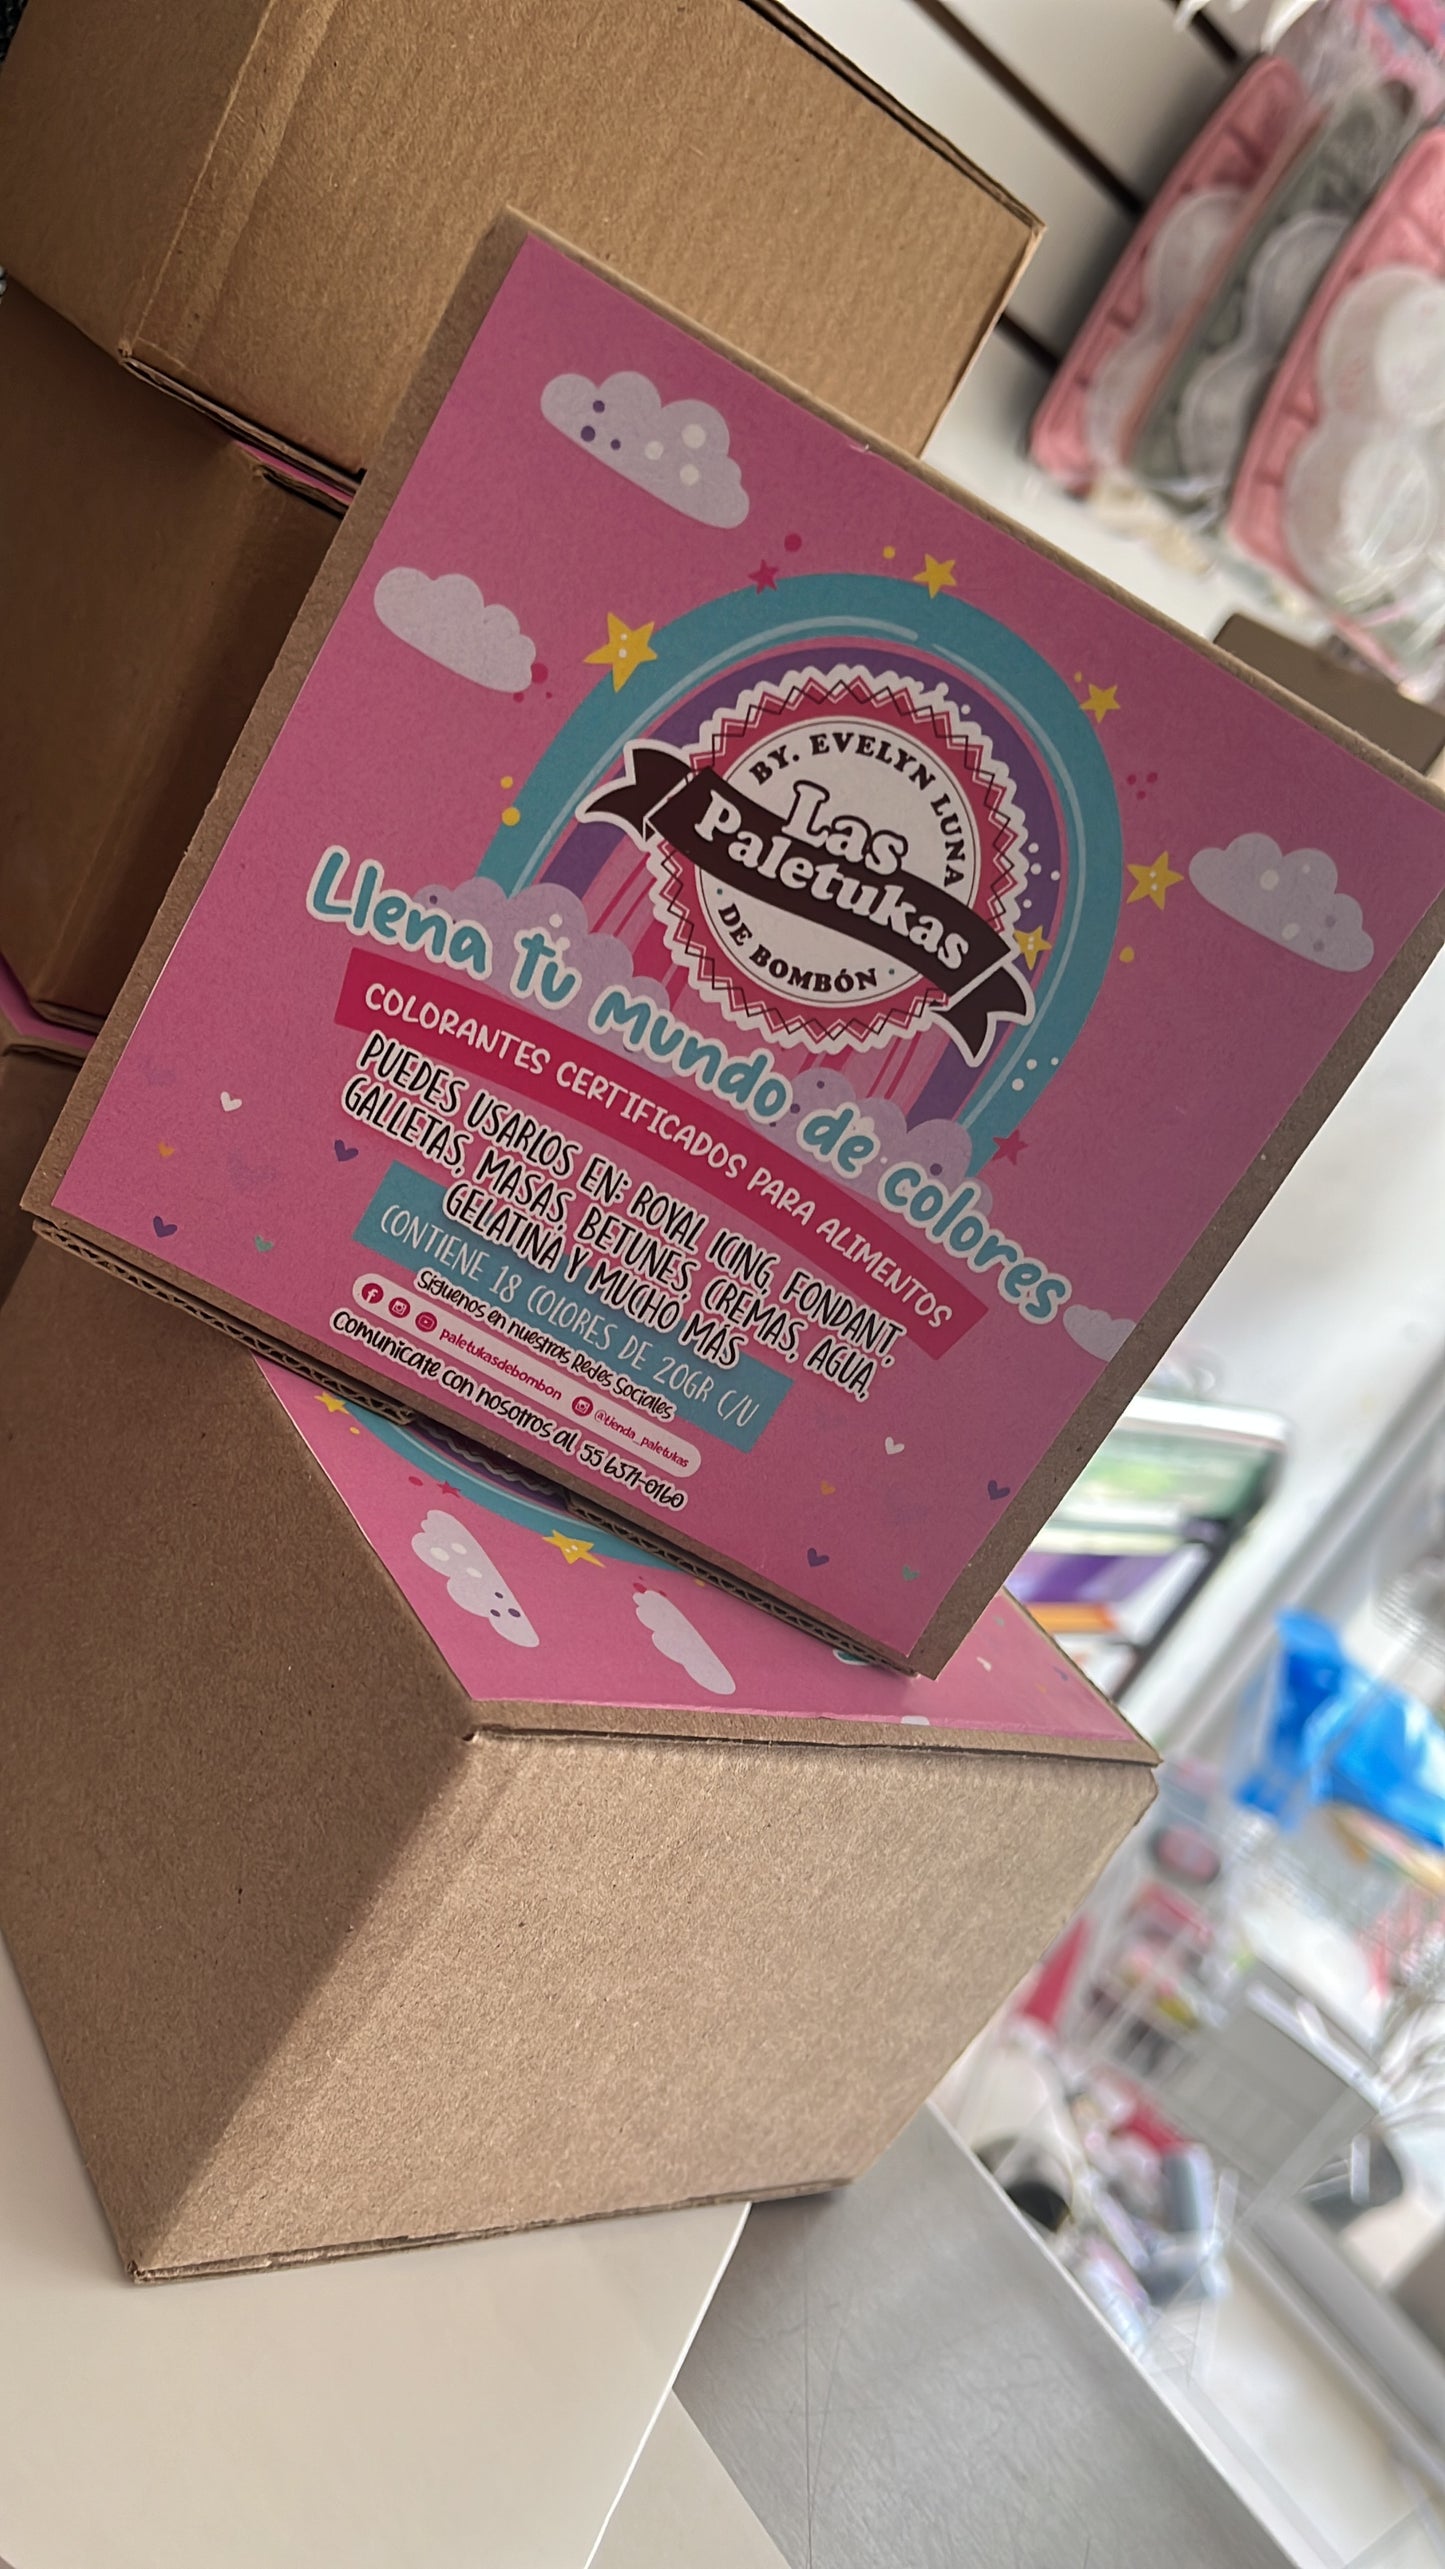 BY. EVELYN LUNA
Las
Paletukas
DE BOMBÓN
Llena tu mundo de colores
COLORANTES CERTIFICADOS PARA ALIMENTOS
PUEDES USARLOS EN: ROYAL ICING, FONDANT,
GALLETAS, MASAS, BETUNES, CREMAS, AGUA,
GELATINA Y MUCHO MÁS
CONTIENE 18 COLORES DE 20GR C/U
Síguenos en nuestras Redes Sociales
paletukasdebombon @tienda_paletukas
Comunícate con nosotros al 55 6371-0160